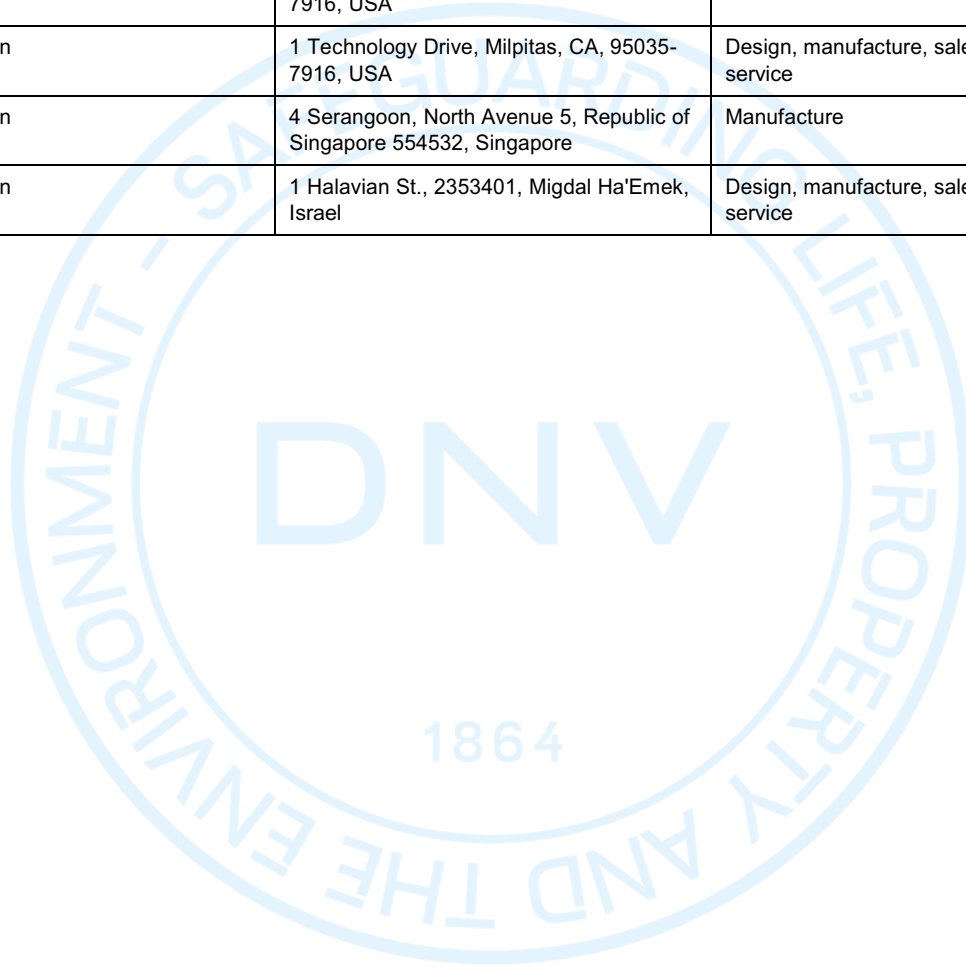 7916, USA
n
1 Technology Drive, Milpitas, CA, 95035-
7916, USA
Design, manufacture, sale
service
n
4 Serangoon, North Avenue 5, Republic of
Singapore 554532, Singapore
Manufacture
n
1 Halavian St., 2353401, Migdal Ha'Emek,
Israel
Design, manufacture, sale
service
SAFEGUARDING LIFE, PROPERTY AND THE ENVIRONMENT -
DNV
1864